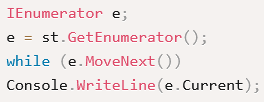 IEnumerator e;
e = st.GetEnumerator();
while (e.MoveNext())
Console.WriteLine(e.Current);